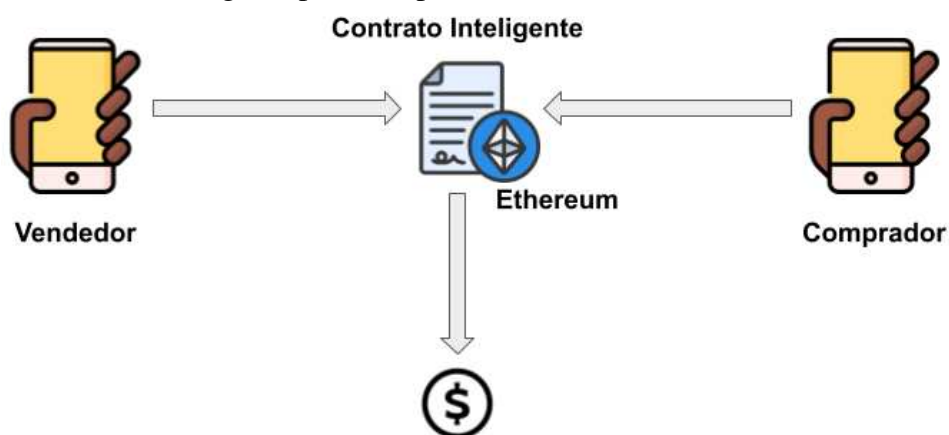 Contrato Inteligente
Ethereum
Vendedor
Comprador
$